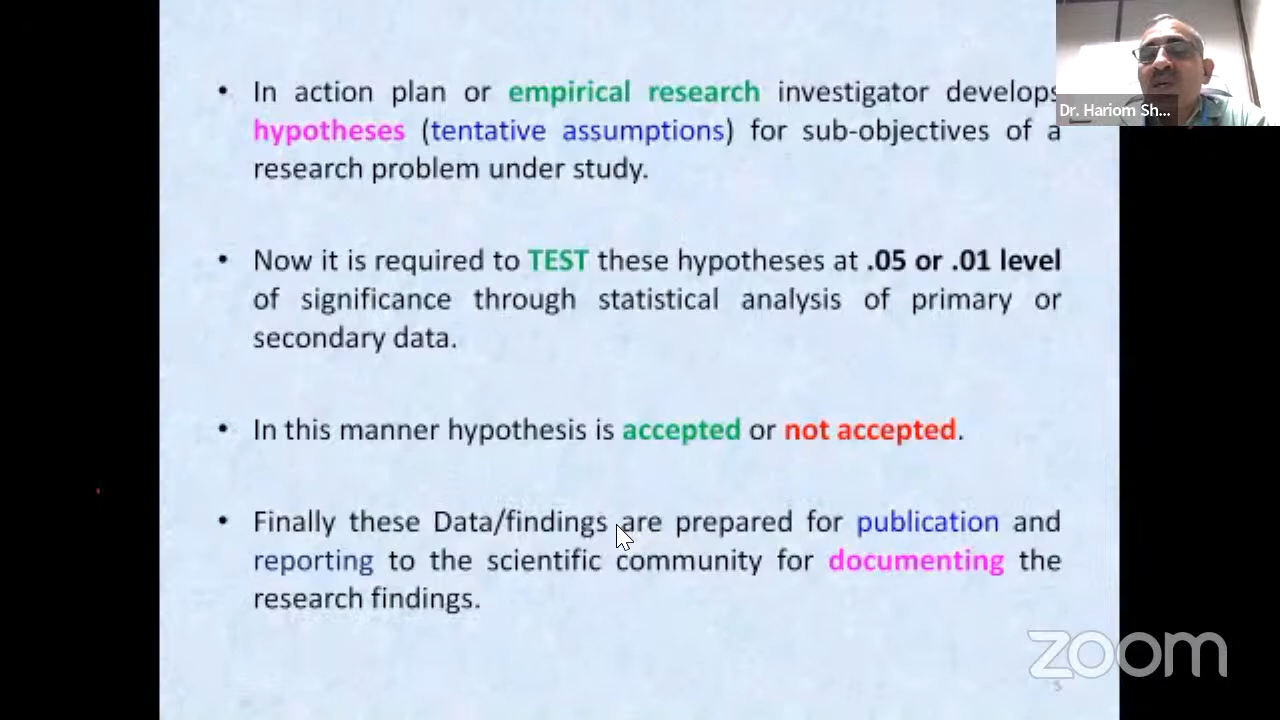 • In action plan or empirical research investigator develops
hypotheses (tentative assumptions) for sub-objectives of a
research problem under study.
• Now it is required to TEST these hypotheses at .05 or .01 level
of significance through statistical analysis of primary or
secondary data.
• In this manner hypothesis is accepted or not accepted.
• Finally these Data/findings are prepared for publication and
reporting to the scientific community for documenting the
research findings.
Dr. Hariom Sh...
zoom
5